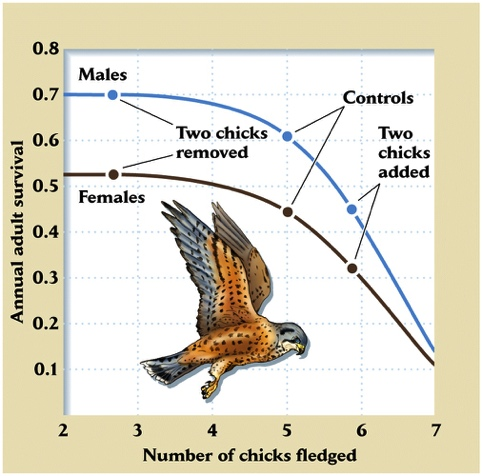 0.8
Males
0.7
Controls
Two chicks
removed
Two
chicks
added
0.6
0.5
Females
0.4
0.3
0.2
0.1
Annual adult survival
2 3 4 5 6 7
Number of chicks fledged